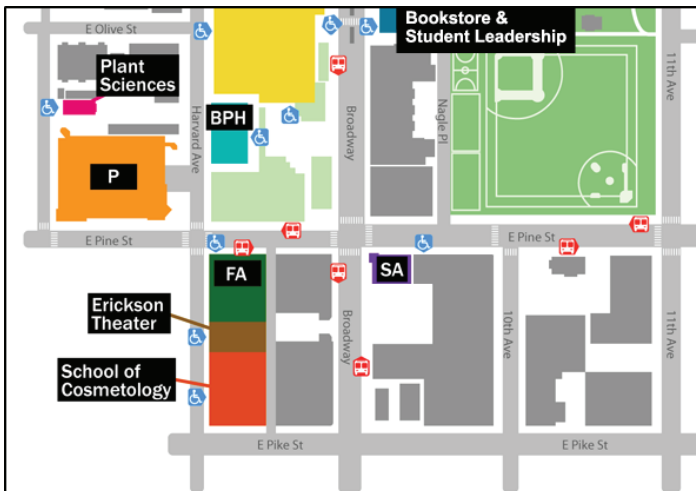 E Olive St
Bookstore &
Student Leadership
Plant
Sciences
BPH
Harvard Ave
Broadway
Nagle Pl
11th Ave
P
E Pine St
E Pine St
FA
SA
Erickson
Theater
School of
Cosmetology
Broadway
10th Ave
11th Ave
E Pike St
E Pike St